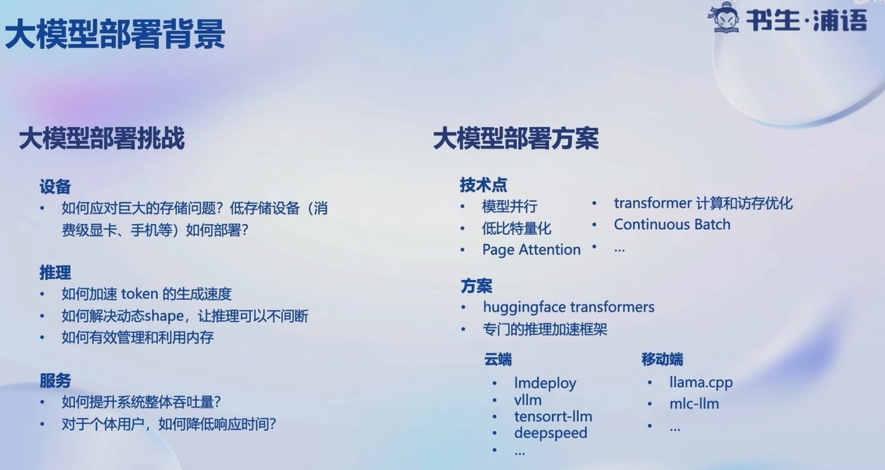 大模型部署背景
书生·浦语
大模型部署挑战
设备
• 如何应对巨大的存储问题？低存储设备（消
费级显卡、手机等）如何部署？
推理
• 如何加速 token 的生成速度
• 如何解决动态shape，让推理可以不间断
• 如何有效管理和利用内存
服务
• 如何提升系统整体吞吐量？
• 对于个体用户，如何降低响应时间？
大模型部署方案
技术点
• 模型并行
• 低比特量化
• Page Attention
• transformer 计算和访存优化
• Continuous Batch
• ...
方案
• huggingface transformers
• 专门的推理加速框架
云端
• lmdeploy
• vllm
• tensorrt-llm
• deepspeed
• ...
移动端
• llama.cpp
• mlc-llm
• ...